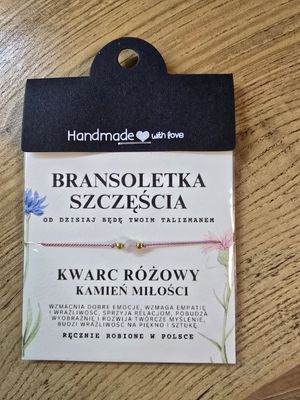 Handmade with love
BRANSOLETKA
SZCZĘŚCIA
OD DZISIAJ BĘDĘ TWOIM TALIZMANEM
KWARC RÓŻOWY
KAMIEŃ MIŁOŚCI
WZMACNIA DOBRE EMOCJE, WZMAGA EMPATIĘ
I WRAŻLIWOŚĆ, SPRZYJA RELACJOM, POBUDZA
WYOBRAŹNIĘ I ROZWIJA TWÓRCZE MYŚLENIE,
BUDZI WRAŻLIWOŚĆ NA PIĘKNO I SZTUKĘ.
RĘCZNIE ROBIONE W POLSCE